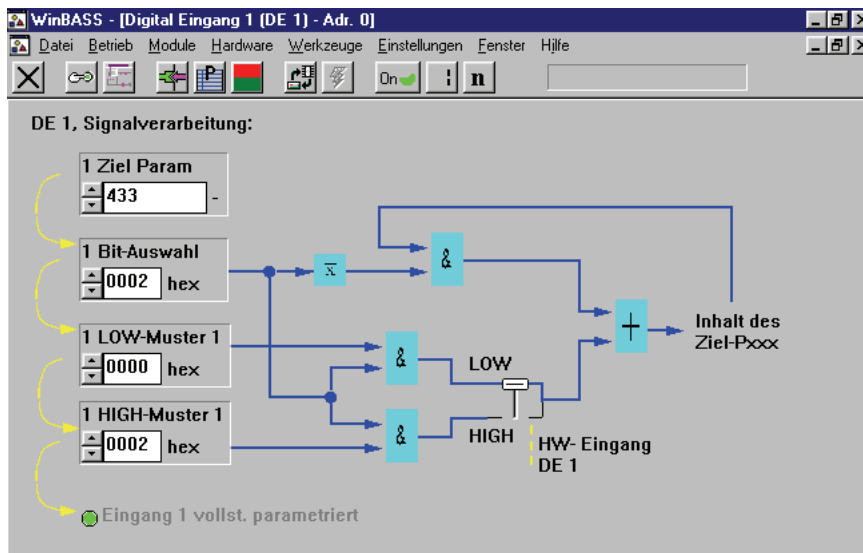 WinBASS - [Digital Eingang 1 (DE 1) - Adr. 0]
Datei Betrieb Module Hardware Werkzeuge Einstellungen Fenster Hilfe
P On n
DE 1, Signalverarbeitung:
1 Ziel Param
433 -
1 Bit-Auswahl
0002 hex
x
&
1 LOW-Muster 1
0000 hex
&
LOW
+
Inhalt des
Ziel-Pxxx
1 HIGH-Muster 1
0002 hex
&
HIGH
HW- Eingang
DE 1
Eingang 1 vollst. parametriert